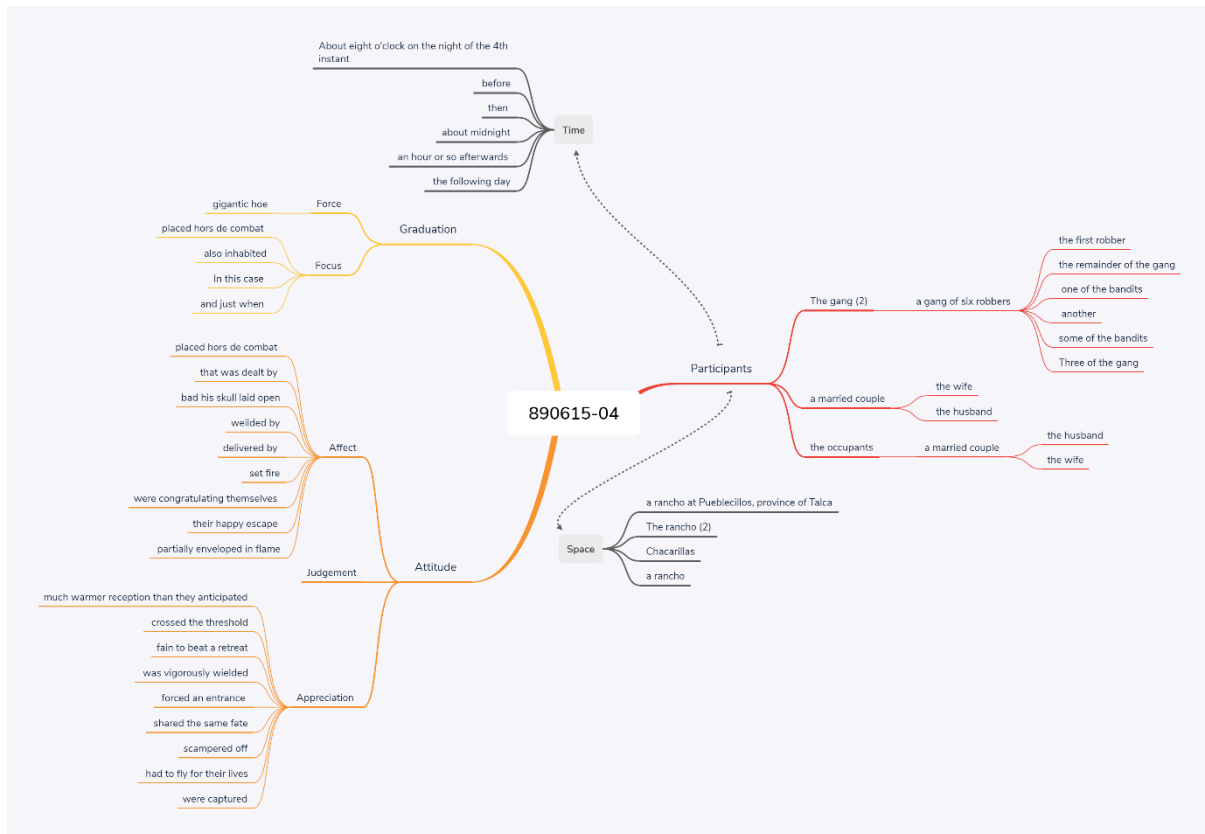 About eight o'clock on the night of the 4th
instant
before
then
about midnight
an hour or so afterwards
the following day
Time
gigantic hoe
Force
placed hors de combat
also inhabited
In this case
and just when
Focus
Graduation
placed hors de combat
that was dealt by
bad his skull laid open
weilded by
delivered by
set fire
were congratulating themselves
their happy escape
partially enveloped in flame
Affect
Judgement
much warmer reception than they anticipated
crossed the threshold
fain to beat a retreat
was vigorously wielded
forced an entrance
shared the same fate
scampered off
had to fly for their lives
were captured
Appreciation
Attitude
890615-04
Participants
The gang (2)
a gang of six robbers
the first robber
the remainder of the gang
one of the bandits
another
some of the bandits
Three of the gang
a married couple
the wife
the husband
the occupants
a married couple
the husband
the wife
Space
a rancho at Pueblecillos, province of Talca
The rancho (2)
Chacarillas
a rancho